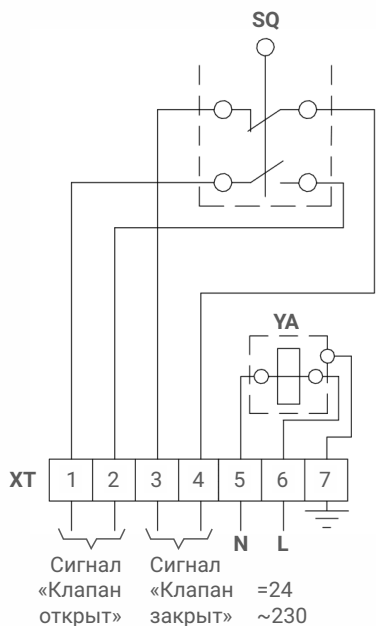 SQ
YA
XT 1 2 3 4 5 6 7
N L
Сигнал Сигнал
«Клапан «Клапан =24
открыт» закрыт» ~230